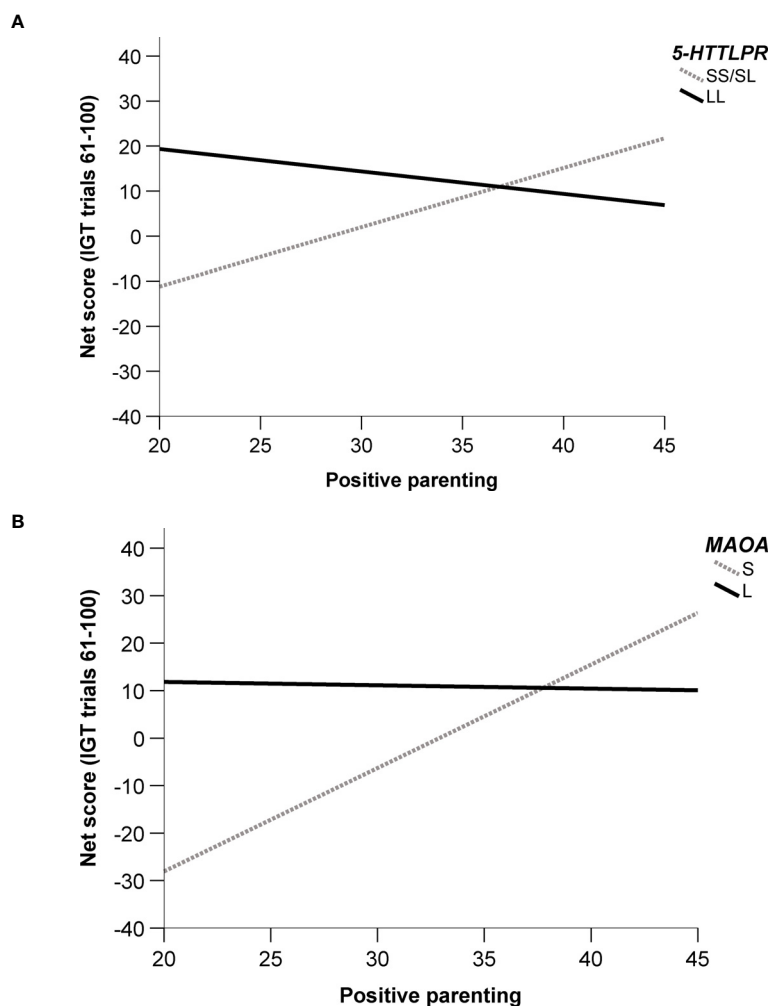 A
5-HTTLPR
SS/SL
LL
Net score (IGT trials 61-100)
40
30
20
10
0
-10
-20
-30
-40
20 25 30 35 40 45
Positive parenting
B
MAOA
S
L
Net score (IGT trials 61-100)
40
30
20
10
0
-10
-20
-30
-40
20 25 30 35 40 45
Positive parenting